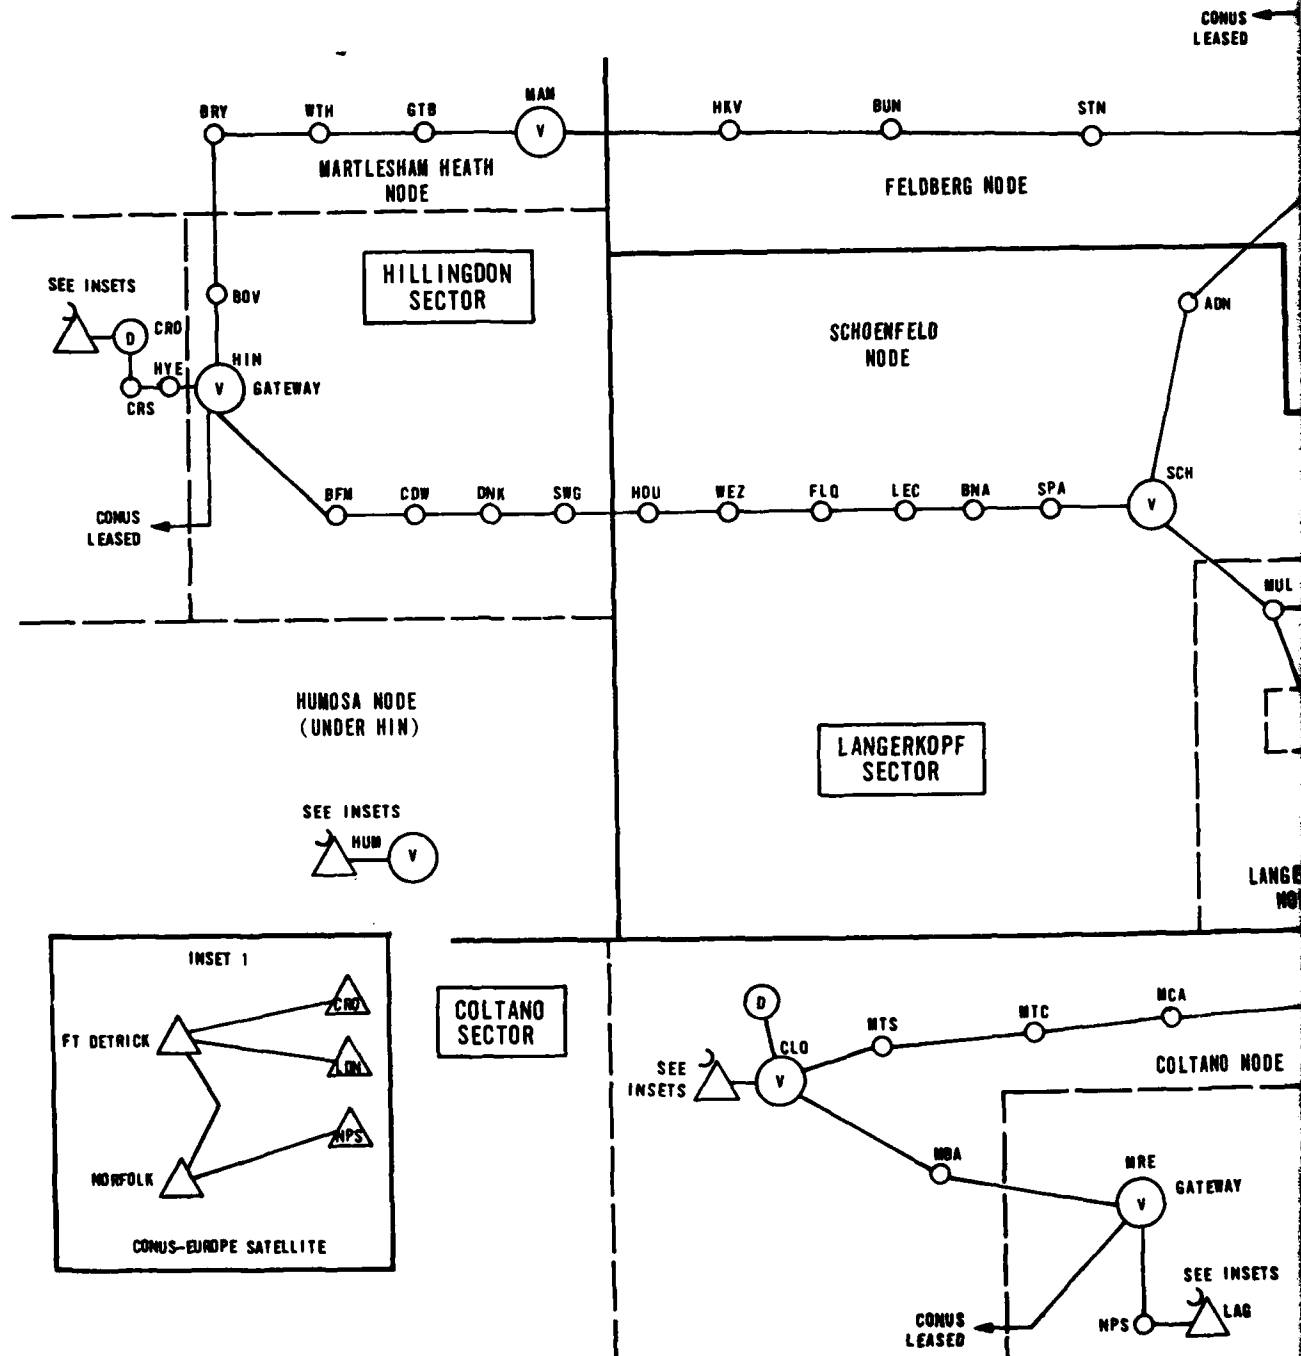 CONUS
LEASED
BRY
WTH
GTB
MAM
V
HKV
BUN
STN
MARTLESHAM HEATH
NODE
FELDBERG NODE
HILLINGDON
SECTOR
SEE INSETS
BOV
ADN
D
CRO
SCHOENFELD
NODE
HYE
HIN
V
GATEWAY
CRS
SCH
V
BFM
CDW
DNK
SWG
HOU
WEZ
FLO
LEC
BNA
SPA
CONUS
LEASED
MUL
HUMOSA NODE
(UNDER HIN)
LANGERKOPF
SECTOR
SEE INSETS
HUM
V
LANGE
NO
INSET 1
CRO
FT DETRICK
LDN
NPS
NORFOLK
CONUS-EUROPE SATELLITE
COLTANO
SECTOR
D
MTS
MTC
MCA
CLO
V
SEE
INSETS
COLTANO NODE
MBA
MRE
V
GATEWAY
SEE INSETS
LAG
NPS
CONUS
LEASED